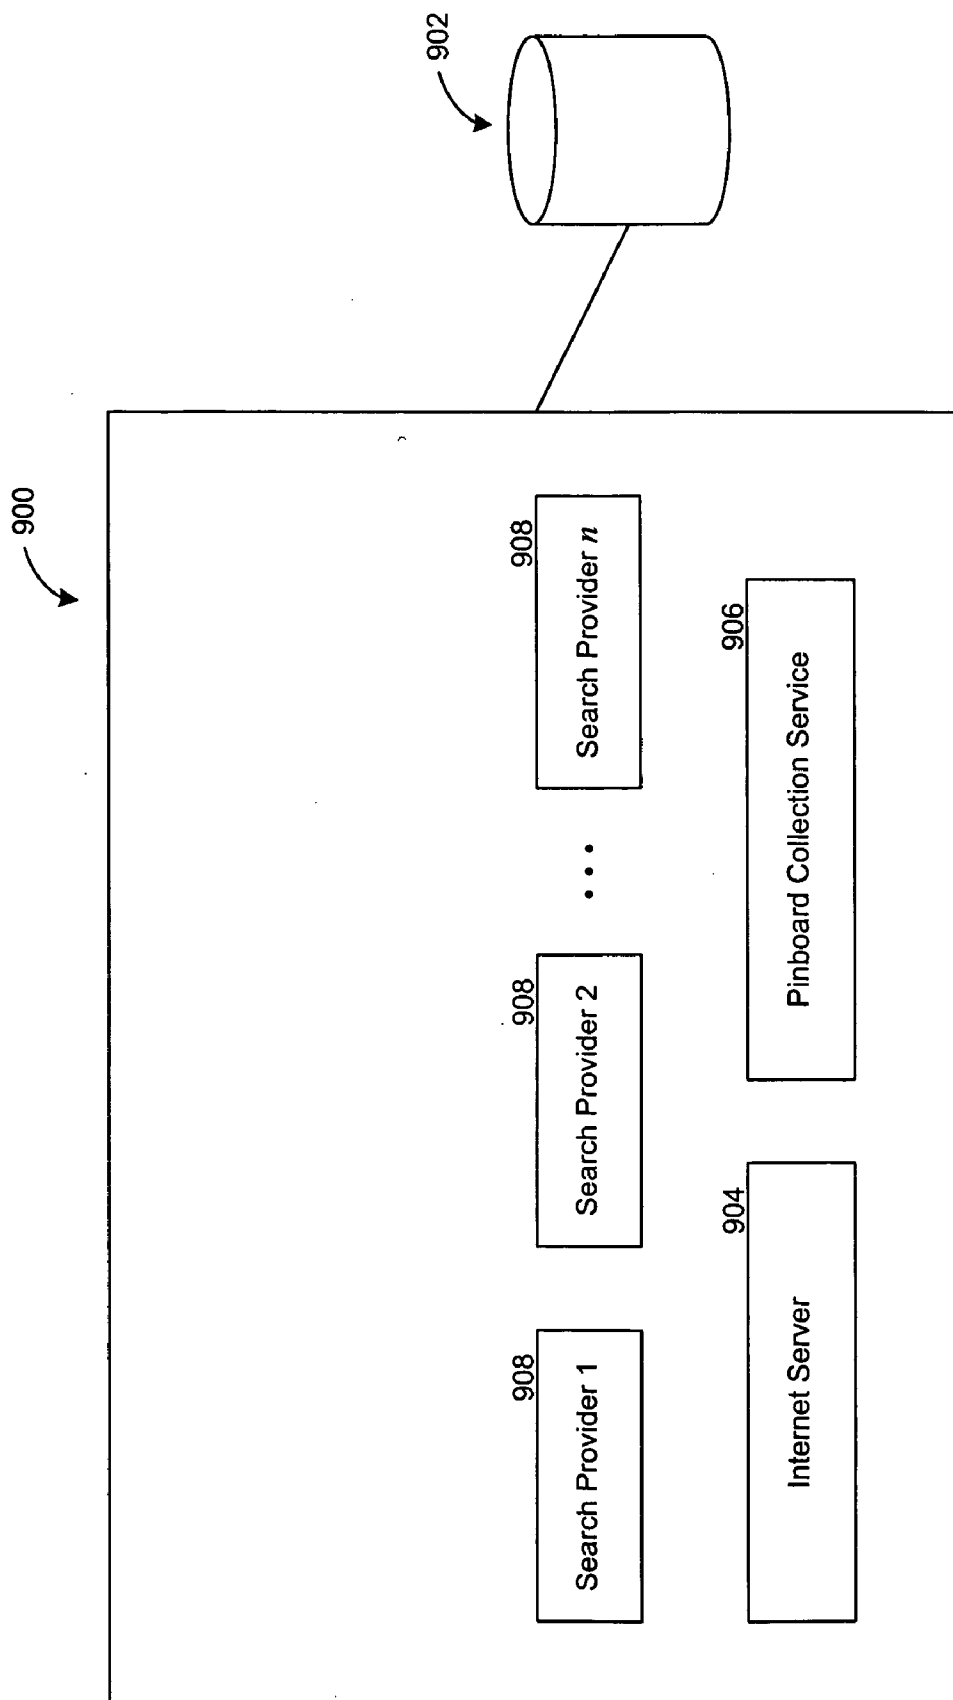 900
902
908
908
908
Search Provider 1
Search Provider 2
• • •
Search Provider n
904
906
Internet Server
Pinboard Collection Service